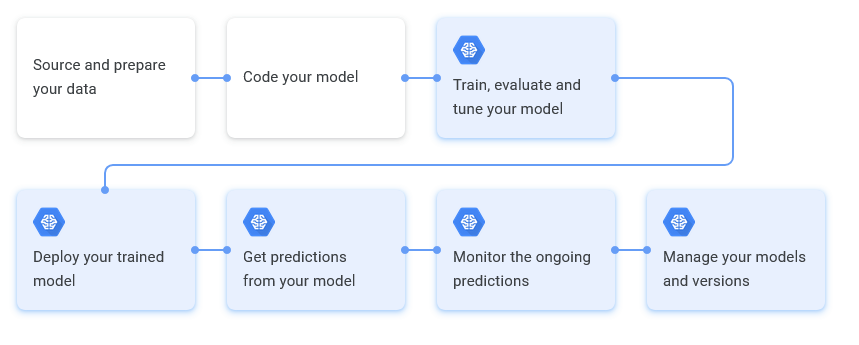 Source and prepare
your data
Code your model
Train, evaluate and
tune your model
Deploy your trained
model
Get predictions
from your model
Monitor the ongoing
predictions
Manage your models
and versions